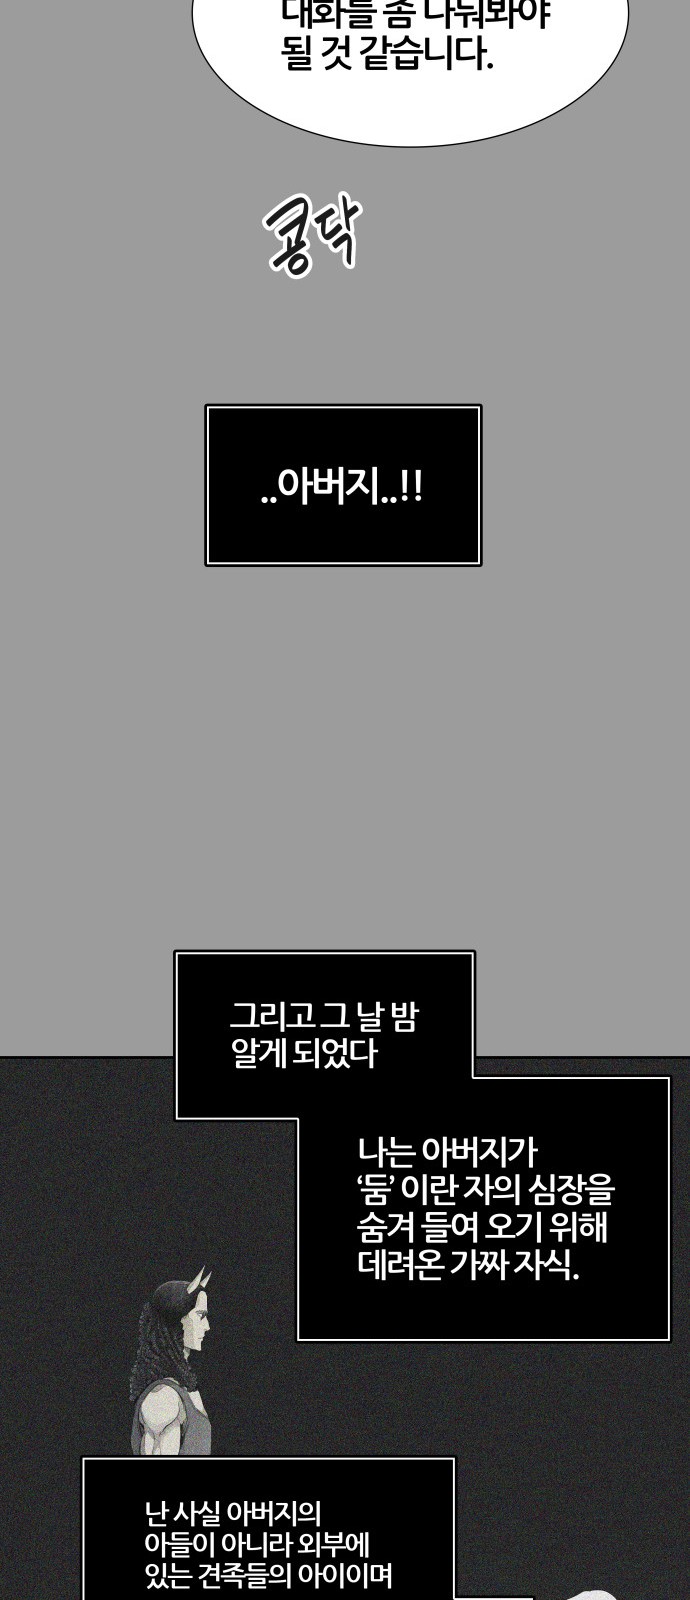 대화를 좀 나눠봐야
될 것 같습니다.
쿵닥
..아버지..!!
그리고 그 날 밤
알게 되었다
나는 아버지가
‘둠’ 이란 자의 심장을
숨겨 들여 오기 위해
데려온 가짜 자식.
난 사실 아버지의
아들이 아니라 외부에
있는 견족들의 아이이며